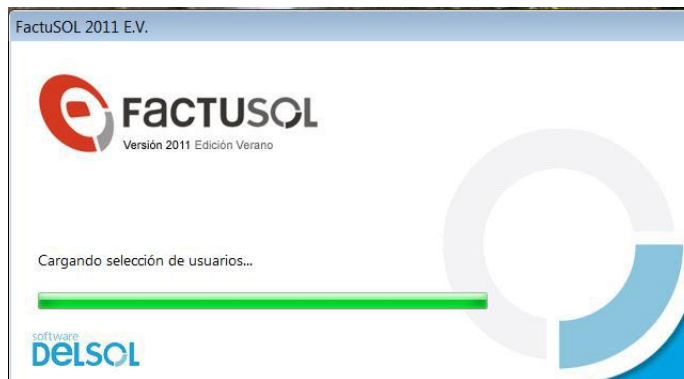 FactuSOL 2011 E.V.
FACTUSOL
Versión 2011 Edición Verano
Cargando selección de usuarios...
software
DELSOL